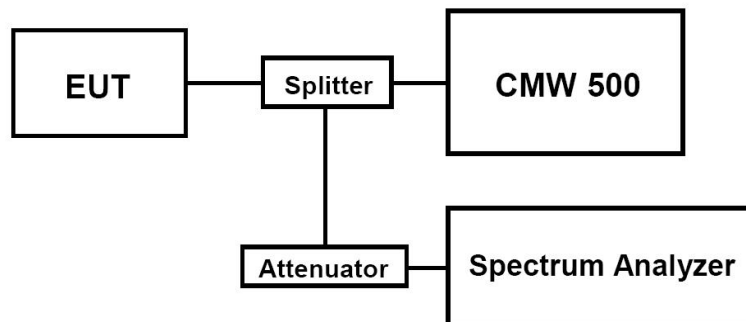 EUT
Splitter
CMW 500
Attenuator
Spectrum Analyzer